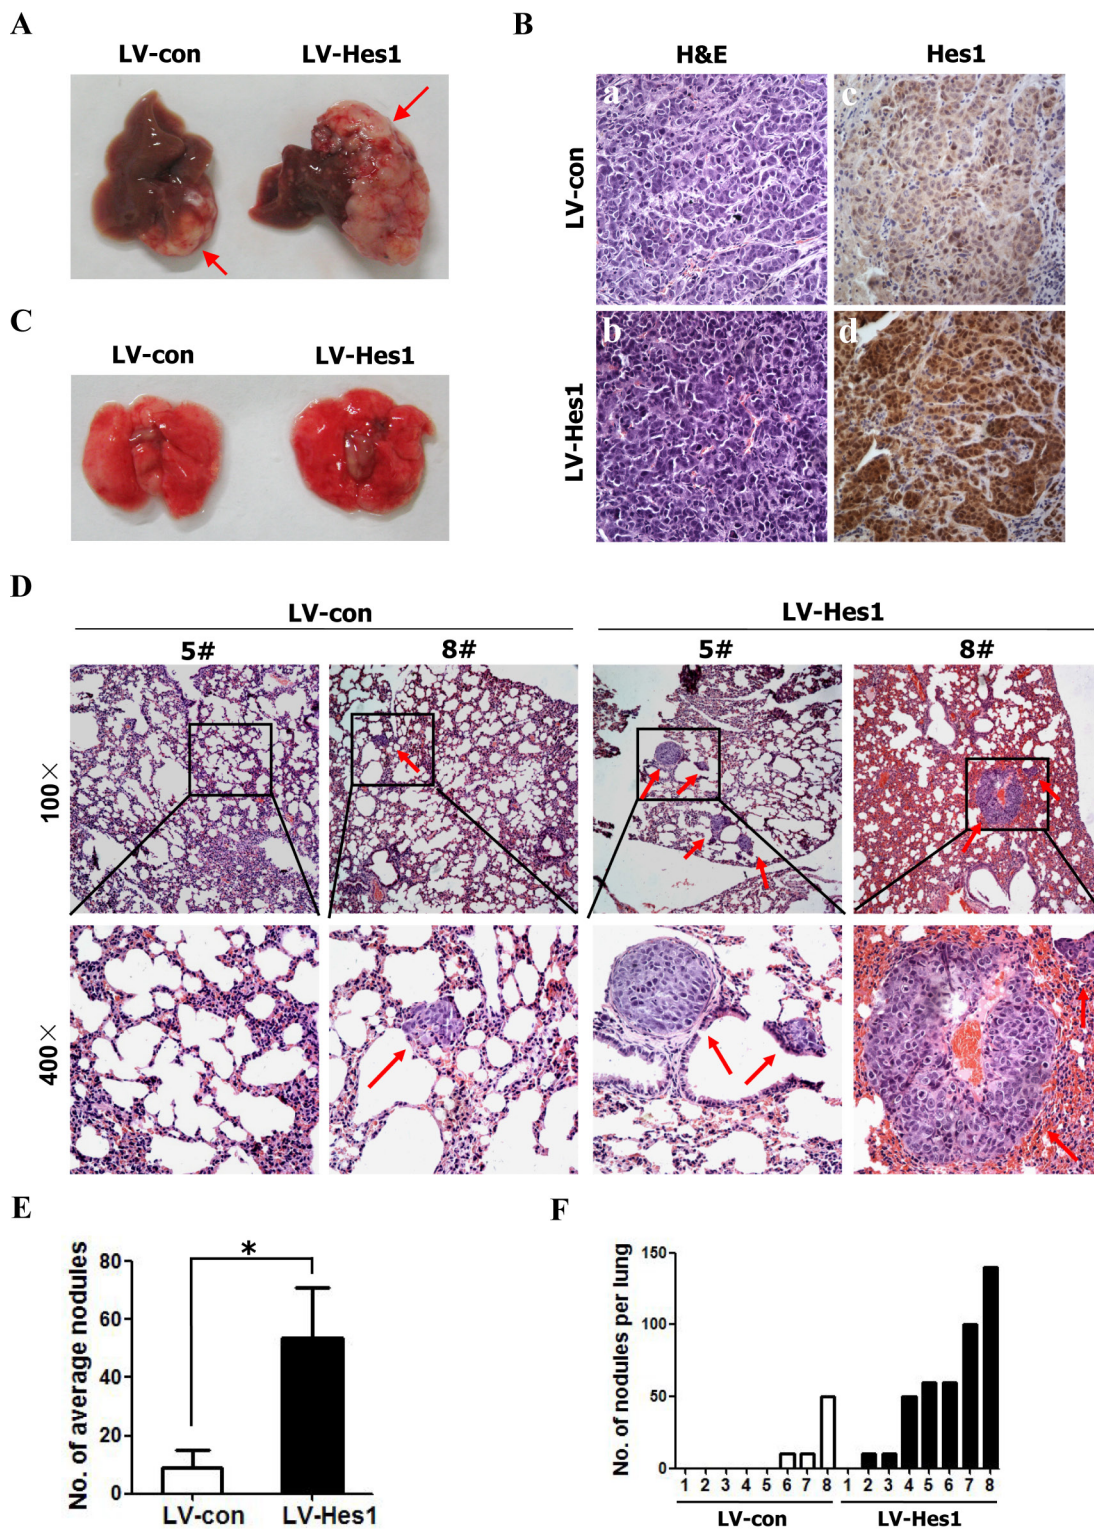 A
LV-con LV-Hes1
B
H&E Hes1
LV-con
a c
LV-Hes1
b d
C
LV-con LV-Hes1
D
LV-con LV-Hes1
5# 8# 5# 8#
100×
400×
E
No. of average nodules
80
60
40
20
0
*
LV-con LV-Hes1
F
No. of nodules per lung
150
100
50
0
1 2 3 4 5 6 7 8 1 2 3 4 5 6 7 8
LV-con LV-Hes1